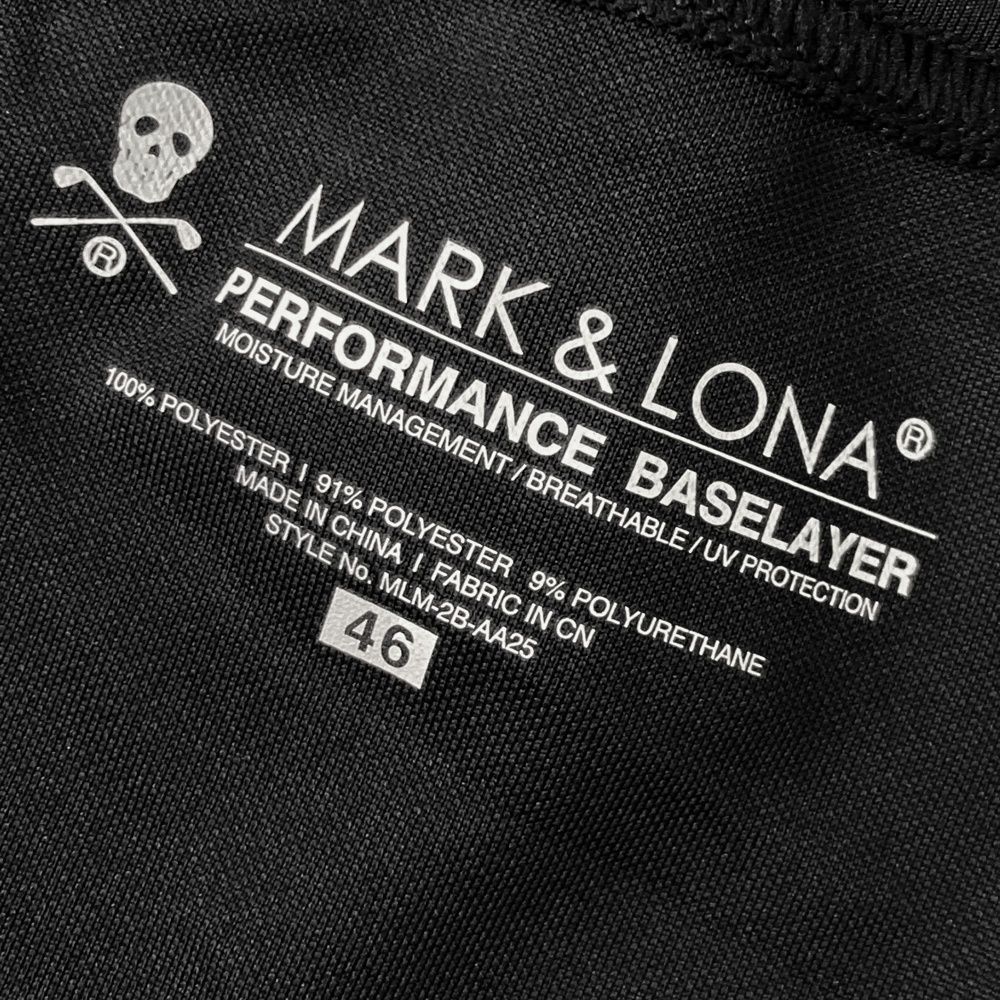 ®
MARK & LONA®
PERFORMANCE BASELAYER
MOISTURE MANAGEMENT / BREATHABLE / UV PROTECTION
100% POLYESTER | 91% POLYESTER 9% POLYURETHANE
MADE IN CHINA / FABRIC IN CN
STYLE No. MLM-2B-AA25
46